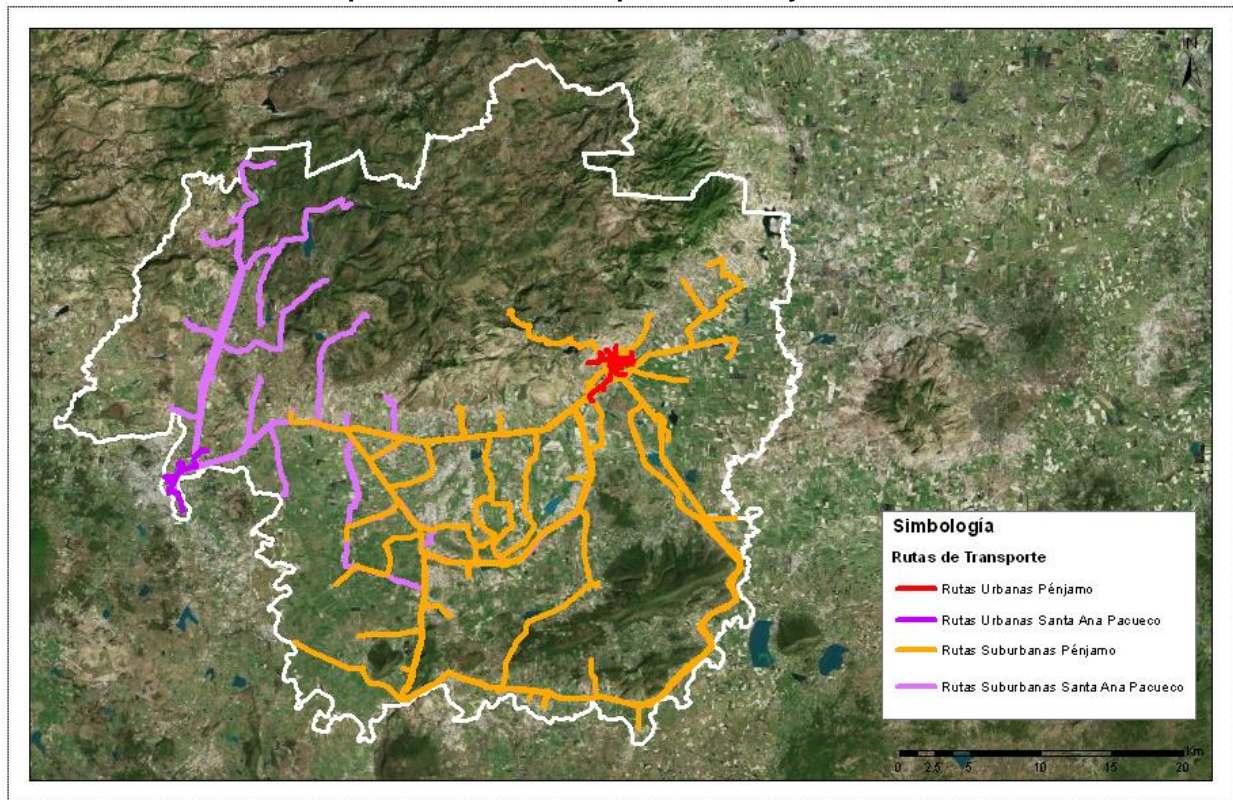 N
Simbología
Rutas de Transporte
Rutas Urbanas Pénjamo
Rutas Urbanas Santa Ana Pacueco
Rutas Suburbanas Pénjamo
Rutas Suburbanas Santa Ana Pacueco
Km
0 2.5 5 10 15 20